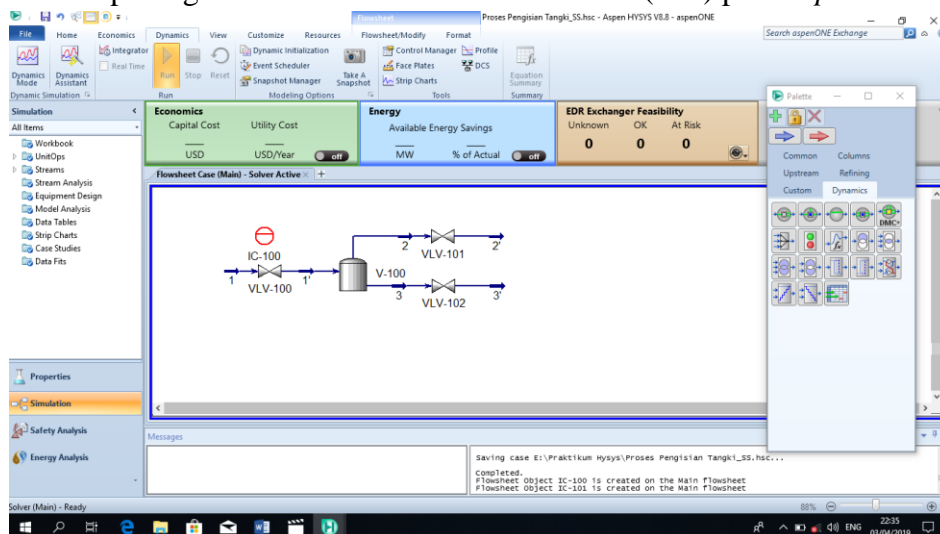 Flowsheet
Proses Pengisian Tangki_SS.hsc - Aspen HYSYS V8.8 - aspenONE
File Home Economics Dynamics View Customize Resources Flowsheet/Modify Format
Search aspenONE Exchange
Dynamics Mode
Dynamics Assistant
Dynamic Simulation
Integrator
Real Time
Run Stop Reset
Run
Dynamic Initialization
Event Scheduler
Snapshot Manager
Take A Snapshot
Modeling Options
Control Manager
Profile
Face Plates
DCS
Strip Charts
Tools
Equation Summary
Summary
Simulation
All Items
Workbook
UnitOps
Streams
Stream Analysis
Equipment Design
Model Analysis
Data Tables
Strip Charts
Case Studies
Data Fits
Properties
Simulation
Safety Analysis
Energy Analysis
Economics
Capital Cost Utility Cost
USD USD/Year off
Energy
Available Energy Savings
MW % of Actual off
EDR Exchanger Feasibility
Unknown OK At Risk
0 0 0
Flowsheet Case (Main) - Solver Active
IC-100
1
VLV-100
1'
V-100
2
VLV-101
2'
3
VLV-102
3'
Palette
Common Columns
Upstream Refining
Custom Dynamics
DMC+
Messages
Saving case E:\Praktikum Hysys\Proses Pengisian Tangki_SS.hsc...
Completed.
Flowsheet Object IC-100 is created on the Main flowsheet
Flowsheet Object IC-101 is created on the Main flowsheet
Solver (Main) - Ready
88%
ENG
22:35
03/04/2019